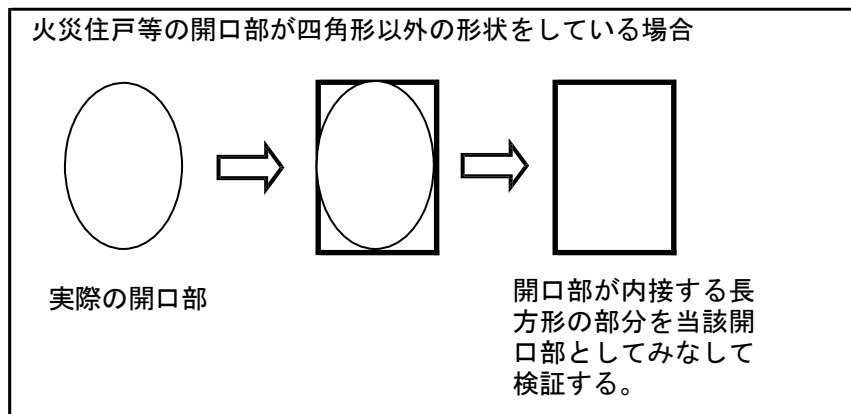 火災住戸等の開口部が四角形以外の形状をしている場合
実際の開口部
開口部が内接する長
方形の部分を当該開
口部としてみなして
検証する。